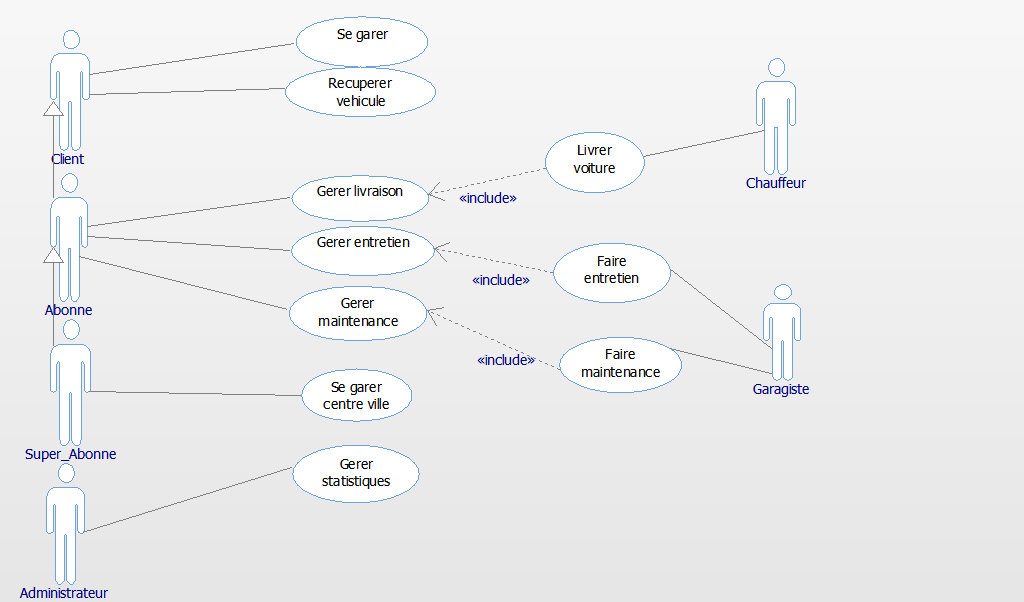 Se garer
Recuperer
vehicule
Client
Livrer
voiture
Chauffeur
Gerer livraison
«include»
Gerer entretien
Faire
entretien
«include»
Abonne
Gerer
maintenance
«include»
Faire
maintenance
Garagiste
Se garer
centre ville
Super_Abonne
Gerer
statistiques
Administrateur